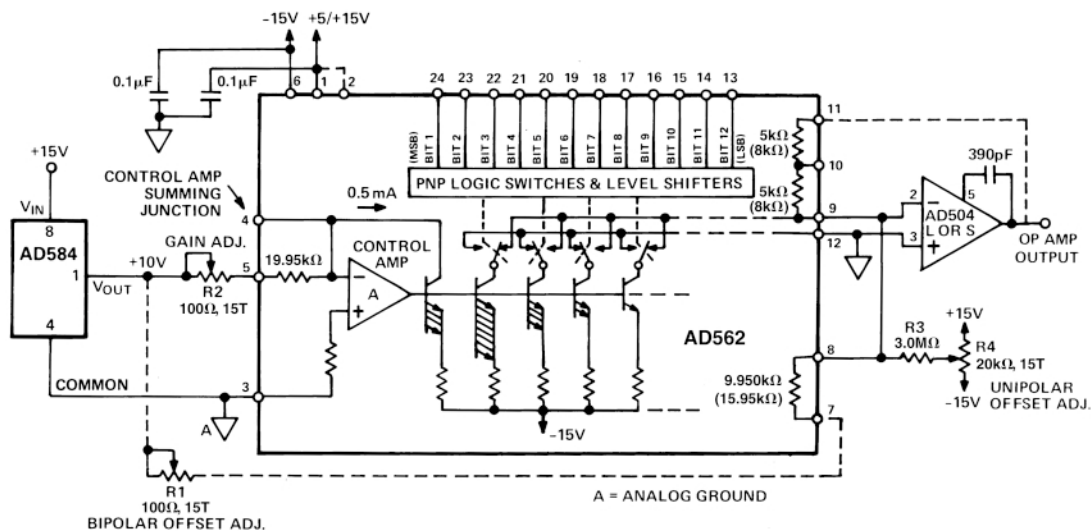 -15V
+5/+15V
0.1µF
0.1µF
6
1
2
24
23
22
21
20
19
18
17
16
15
14
13
(MSB)
BIT 1
BIT 2
BIT 3
BIT 4
BIT 5
BIT 6
BIT 7
BIT 8
BIT 9
BIT 10
BIT 11
BIT 12
(LSB)
PNP LOGIC SWITCHES & LEVEL SHIFTERS
11
5kΩ
(8kΩ)
10
5kΩ
(8kΩ)
9
12
390pF
5
2
−
AD504
L OR S
3
+
OP AMP
OUTPUT
+15V
VIN
8
AD584
1
VOUT
4
+10V
CONTROL AMP
SUMMING
JUNCTION
4
0.5 mA
GAIN ADJ.
R2
100Ω, 15T
5
19.95kΩ
CONTROL
AMP
−
A
+
COMMON
3
A
AD562
-15V
8
9.950kΩ
(15.95kΩ)
7
R3
3.0MΩ
+15V
R4
20kΩ, 15T
-15V
UNIPOLAR
OFFSET ADJ.
R1
100Ω, 15T
BIPOLAR OFFSET ADJ.
A = ANALOG GROUND